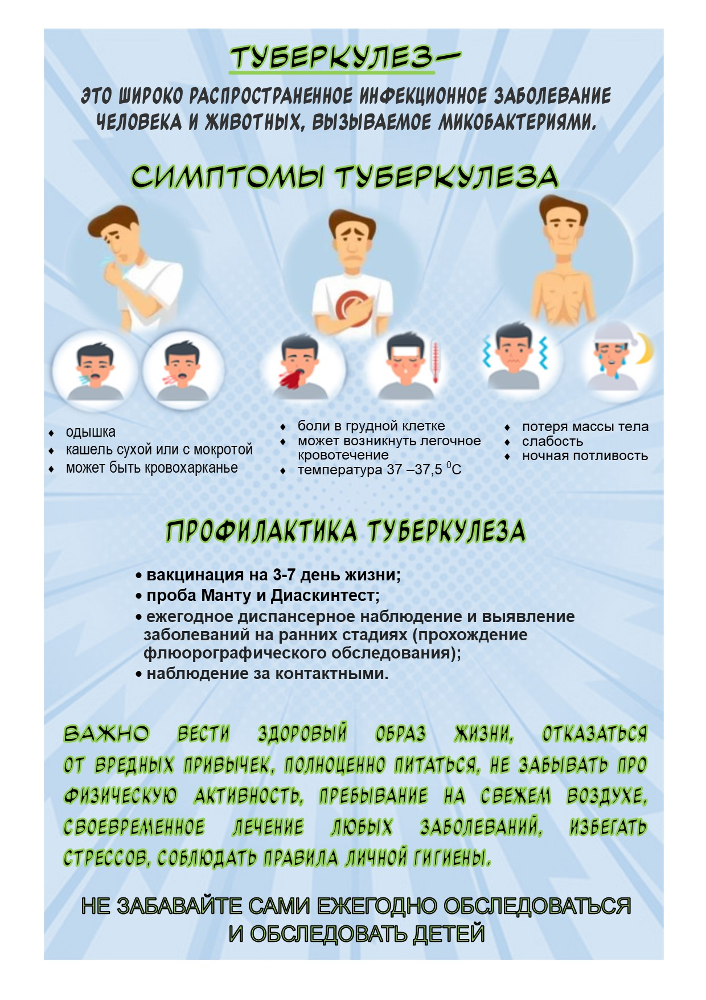 ТУБЕРКУЛЕЗ—
ЭТО ШИРОКО РАСПРОСТРАНЕННОЕ ИНФЕКЦИОННОЕ ЗАБОЛЕВАНИЕ
ЧЕЛОВЕКА И ЖИВОТНЫХ, ВЫЗЫВАЕМОЕ МИКОБАКТЕРИЯМИ.
СИМПТОМЫ ТУБЕРКУЛЕЗА
♦ одышка
♦ кашель сухой или с мокротой
♦ может быть кровохарканье
♦ боли в грудной клетке
♦ может возникнуть легочное
кровотечение
♦ температура 37 –37,5 ⁰С
♦ потеря массы тела
♦ слабость
♦ ночная потливость
ПРОФИЛАКТИКА ТУБЕРКУЛЕЗА
• вакцинация на 3-7 день жизни;
• проба Манту и Диаскинтест;
• ежегодное диспансерное наблюдение и выявление
заболеваний на ранних стадиях (прохождение
флюорографического обследования);
• наблюдение за контактными.
ВАЖНО ВЕСТИ ЗДОРОВЫЙ ОБРАЗ ЖИЗНИ, ОТКАЗАТЬСЯ
ОТ ВРЕДНЫХ ПРИВЫЧЕК, ПОЛНОЦЕННО ПИТАТЬСЯ, НЕ ЗАБЫВАТЬ ПРО
ФИЗИЧЕСКУЮ АКТИВНОСТЬ, ПРЕБЫВАНИЕ НА СВЕЖЕМ ВОЗДУХЕ,
СВОЕВРЕМЕННОЕ ЛЕЧЕНИЕ ЛЮБЫХ ЗАБОЛЕВАНИЙ, ИЗБЕГАТЬ
СТРЕССОВ, СОБЛЮДАТЬ ПРАВИЛА ЛИЧНОЙ ГИГИЕНЫ.
НЕ ЗАБАВАЙТЕ САМИ ЕЖЕГОДНО ОБСЛЕДОВАТЬСЯ
И ОБСЛЕДОВАТЬ ДЕТЕЙ